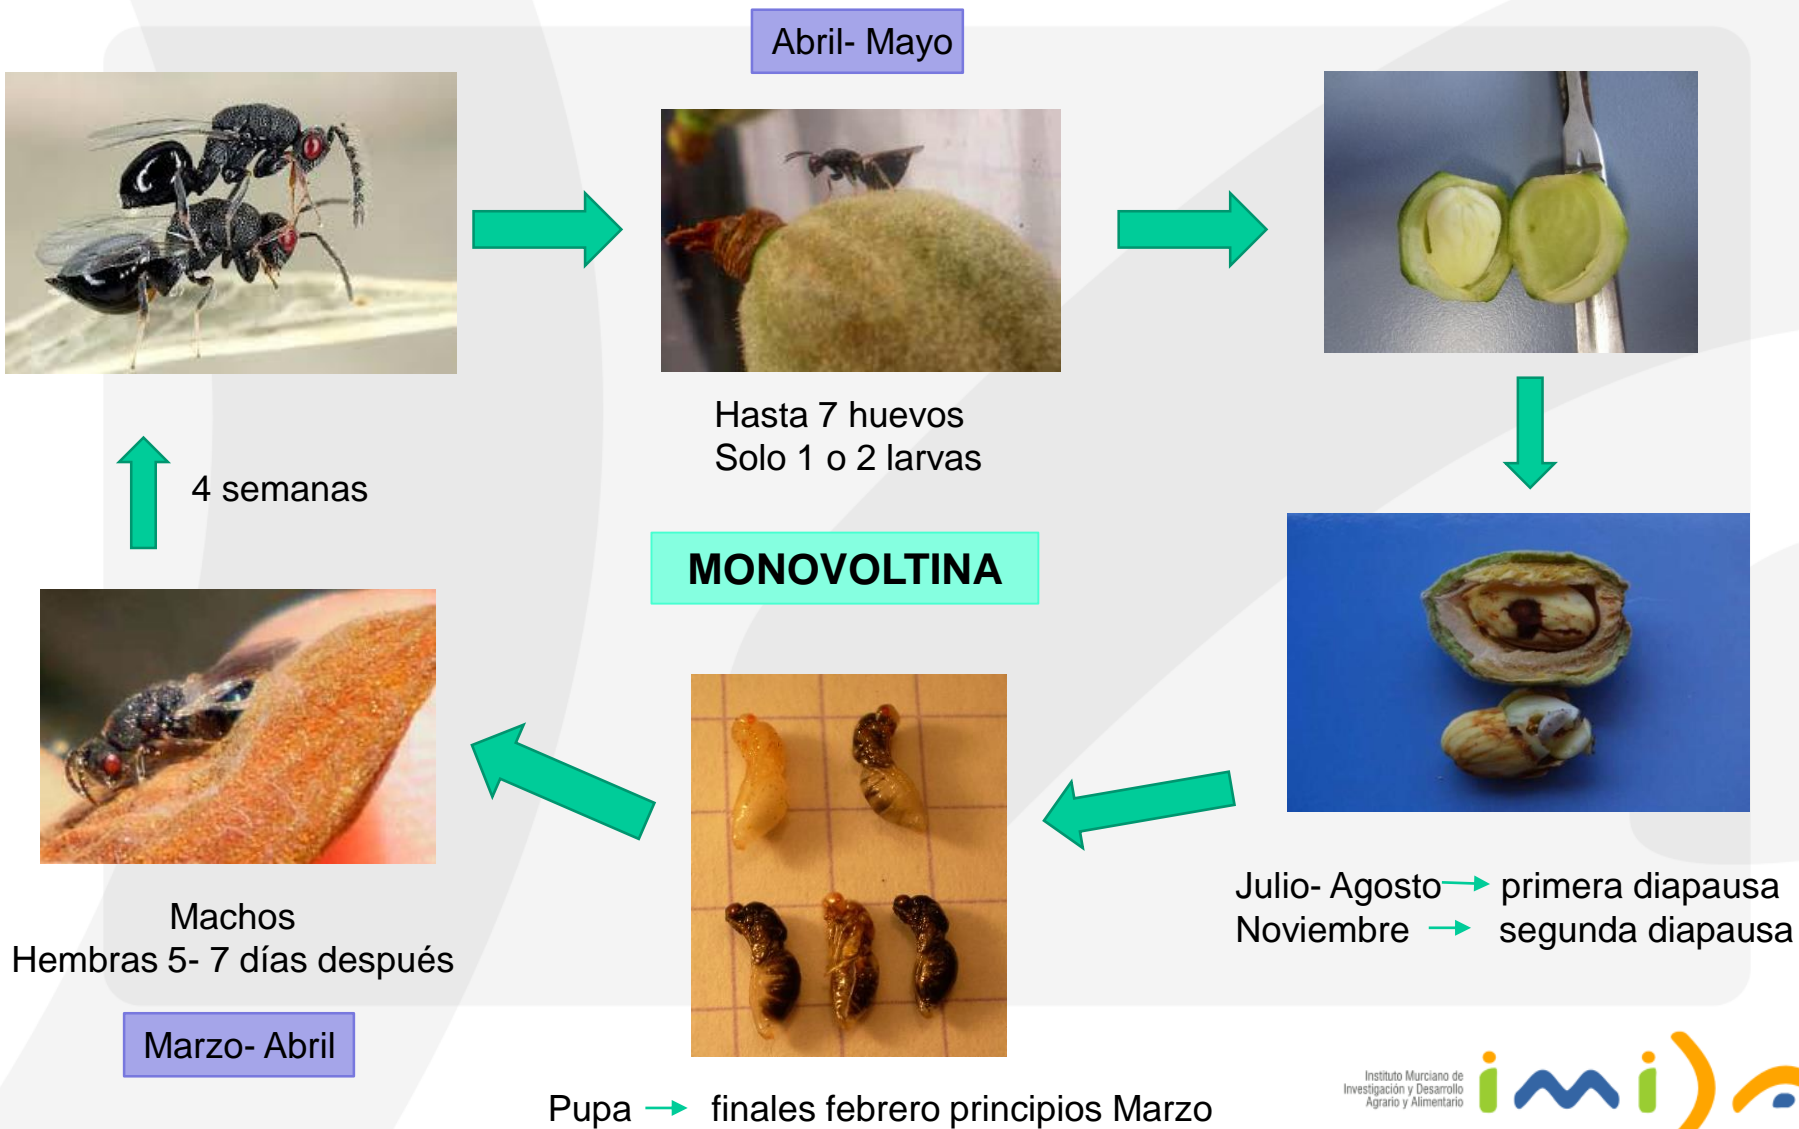 Abril- Mayo
Hasta 7 huevos
Solo 1 o 2 larvas
4 semanas
MONOVOLTINA
Julio- Agosto → primera diapausa
Noviembre → segunda diapausa
Machos
Hembras 5- 7 días después
Marzo- Abril
Pupa → finales febrero principios Marzo
Instituto Murciano de
Investigación y Desarrollo
Agrario y Alimentario
imida